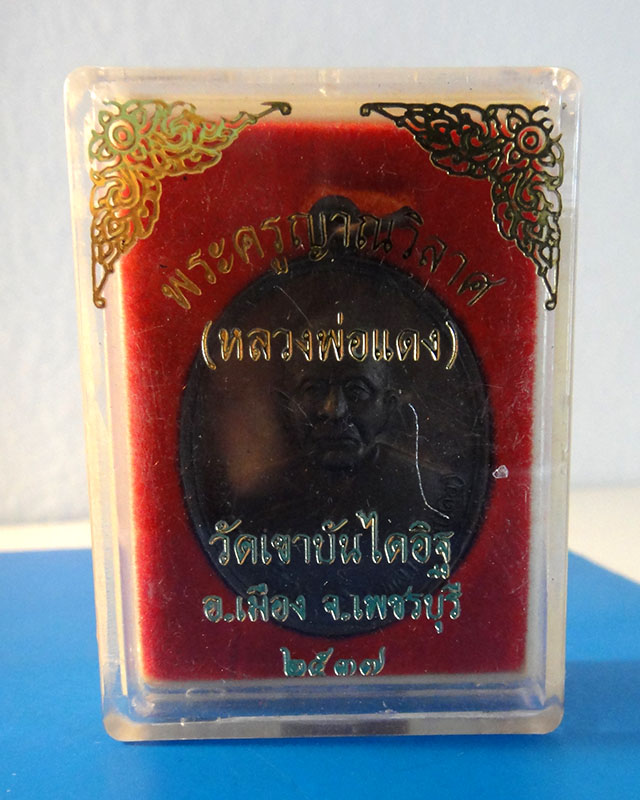 พระครูญาณวิลาศ
(หลวงพ่อแดง)
วัดเขาบันไดอิฐ
อ.เมือง จ.เพชรบุรี
๒๕๓๗